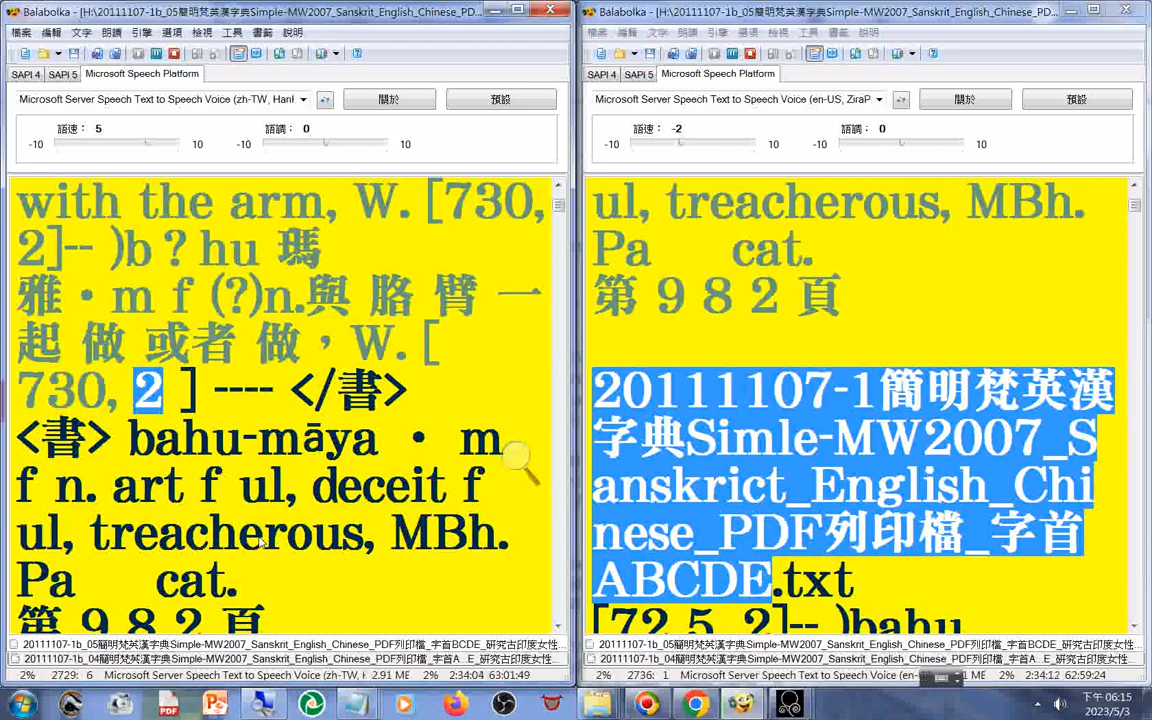 Balabolka - [H:\20111107-1b_05簡明梵英漢字典Simple-MW2007_Sanskrit_English_Chinese_PD...
檔案 編輯 文字 朗讀 引擎 選項 檢視 工具 書籤 說明
SAPI 4 SAPI 5 Microsoft Speech Platform
Microsoft Server Speech Text to Speech Voice (zh-TW, HanH 關於 預設
語速： 5 語調： 0
-10 10 -10 10
with the arm, W. [730,
2]-- )b ? hu 瑪
雅‧m f (?)n.與 胳 臂 一
起 做 或者 做，W. [
730, 2 ] ---- </書>
<書> bahu-māya ‧ m
f n. art f ul, deceit f
ul, treacherous, MBh.
Pa cat.
第 9 8 2 頁
20111107-1b_05簡明梵英漢字典Simple-MW2007_Sanskrit_English_Chinese_PDF列印檔_字首BCDE_研究古印度女性...
20111107-1b_04簡明梵英漢字典Simple-MW2007_Sanskrit_English_Chinese_PDF列印檔_字首A...E_研究古印度女性...
2% 2729: 6 Microsoft Server Speech Text to Speech Voice (zh-TW, H... 2.91 MB 2% 2:34:04 63:01:49
Balabolka - [H:\20111107-1b_05簡明梵英漢字典Simple-MW2007_Sanskrit_English_Chinese_PD...
檔案 編輯 文字 朗讀 引擎 選項 檢視 工具 書籤 說明
SAPI 4 SAPI 5 Microsoft Speech Platform
Microsoft Server Speech Text to Speech Voice (en-US, ZiraP 關於 預設
語速： -2 語調： 0
-10 10 -10 10
ul, treacherous, MBh.
Pa cat.
第 9 8 2 頁
20111107-1簡明梵英漢
字典Simle-MW2007_S
anskrict_English_Chi
nese_PDF列印檔_字首
ABCDE.txt
[72 5, 2]-- )bahu
20111107-1b_05簡明梵英漢字典Simple-MW2007_Sanskrit_English_Chinese_PDF列印檔_字首BCDE_研究古印度女性...
20111107-1b_04簡明梵英漢字典Simple-MW2007_Sanskrit_English_Chinese_PDF列印檔_字首A...E_研究古印度女性...
2% 2736: 1 Microsoft Server Speech Text to Speech Voice (en-US, ... MB 2% 2:34:12 62:59:24
下午 06:15
2023/5/3